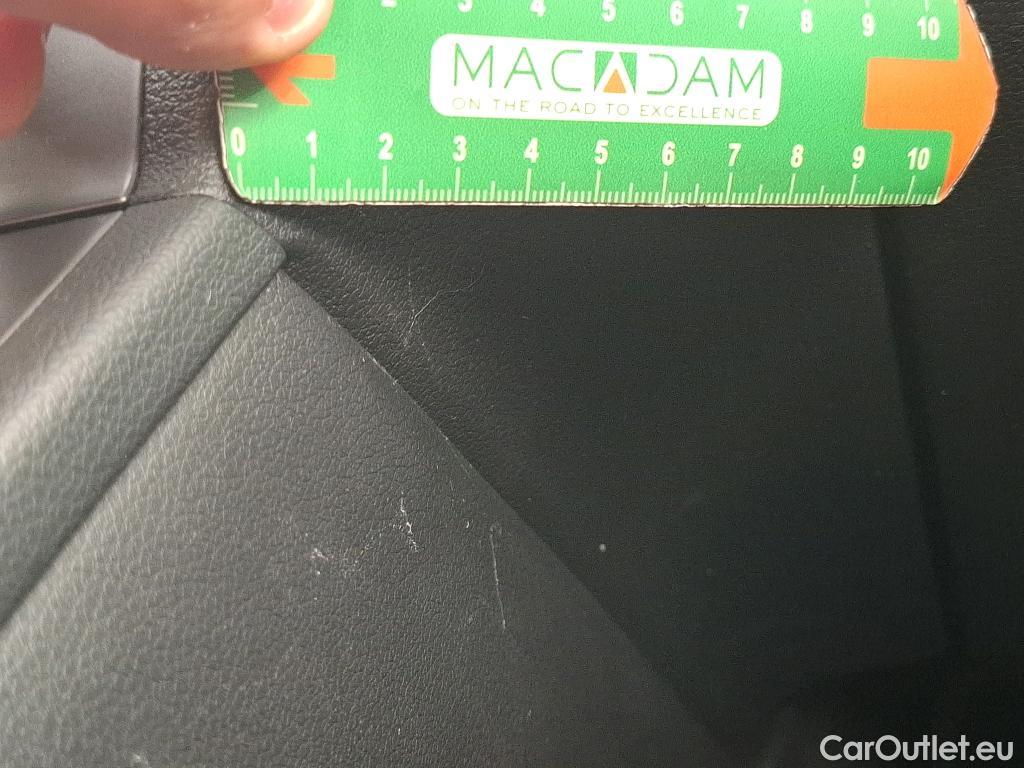 2 3 4 5 6 7 8 9 10
MACADAM
ON THE ROAD TO EXCELLENCE
0 1 2 3 4 5 6 7 8 9 10
CarOutlet.eu